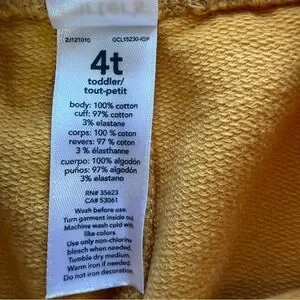 carter's
2J121010 GCL15230-IGP
4t
toddler/
tout-petit
body: 100% cotton
cuff: 97% cotton
3% elastane
corps: 100 % coton
revers: 97 % coton
3 % élasthanne
cuerpo: 100% algodón
puños: 97% algodón
3% elastano
RN# 35623
CA# 53061
Wash before use.
Turn garment inside out.
Machine wash cold with
like colors.
Use only non-chlorine
bleach when needed.
Tumble dry medium.
Warm iron if needed.
Do not iron decoration.